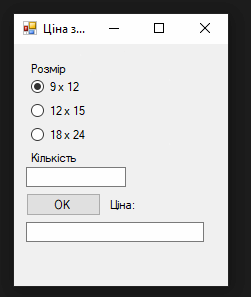 Ціна з...
Розмір
9 x 12
12 x 15
18 x 24
Кількість
OK Ціна: